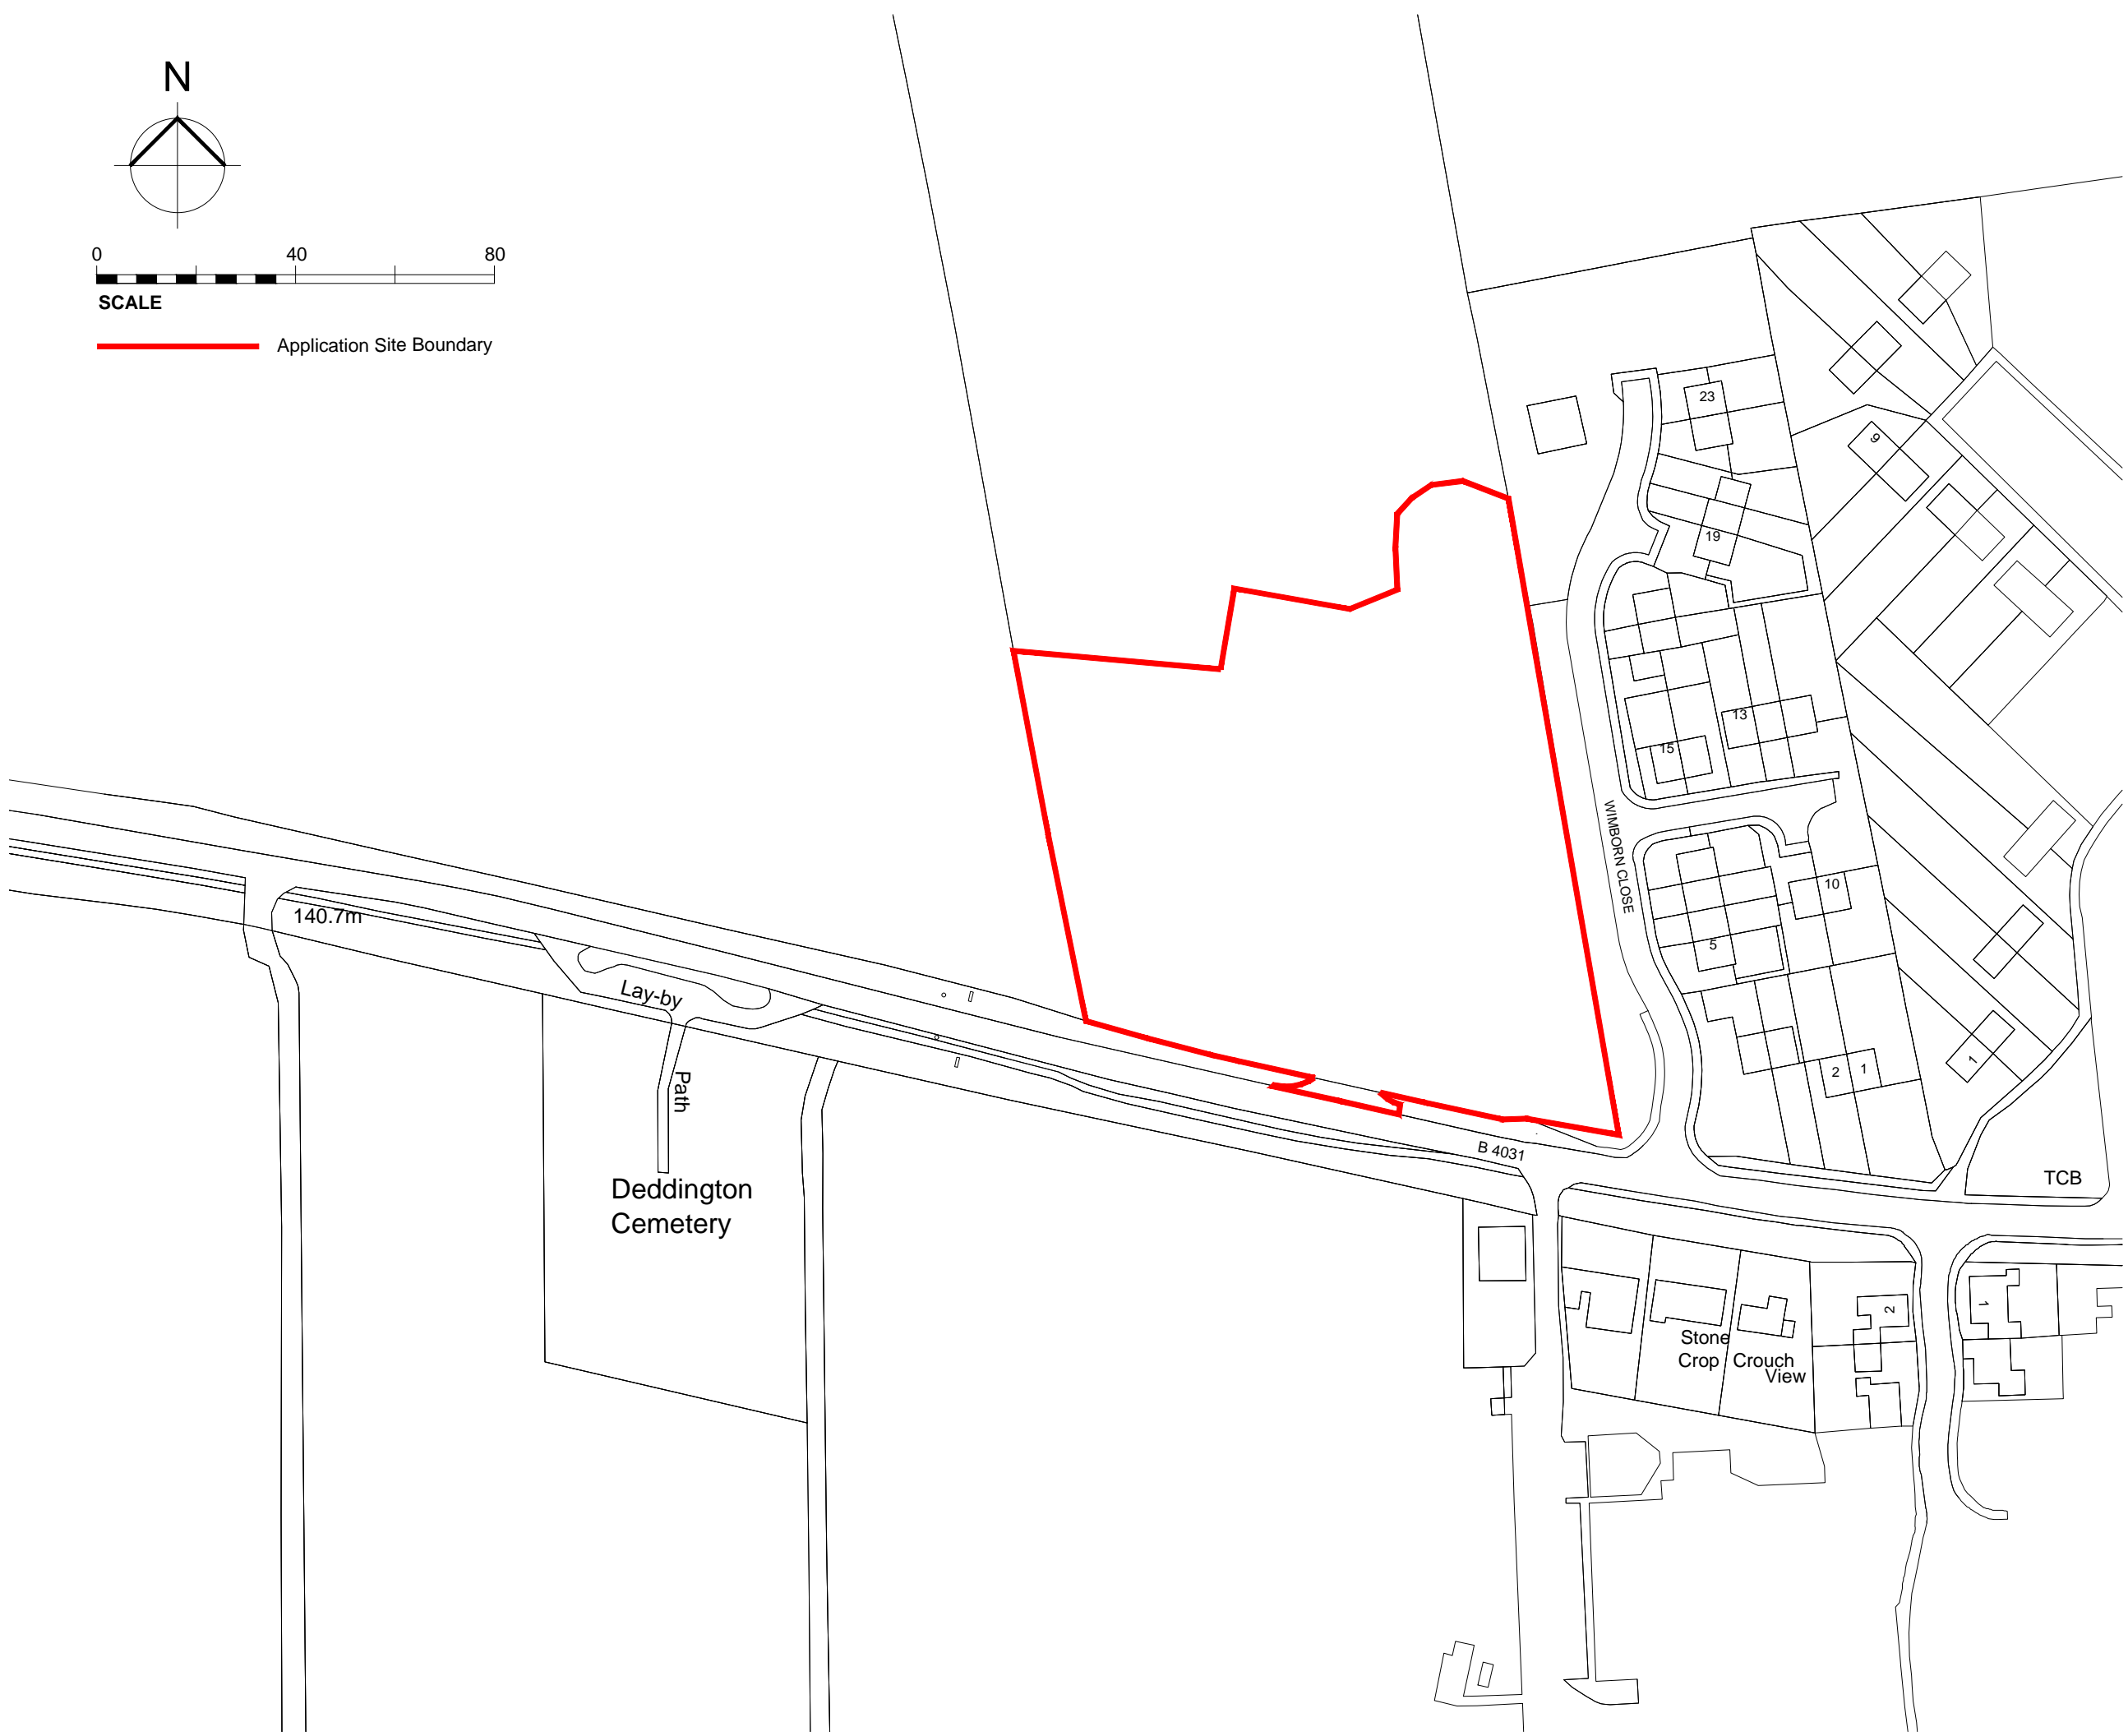 N
0 40 80
SCALE
Application Site Boundary
23
9
19
13
15
WIMBORN CLOSE
10
140.7m
5
Lay-by
1
2 1
Path
B 4031
TCB
Deddington
Cemetery
2
1
Stone
Crop
Crouch
View